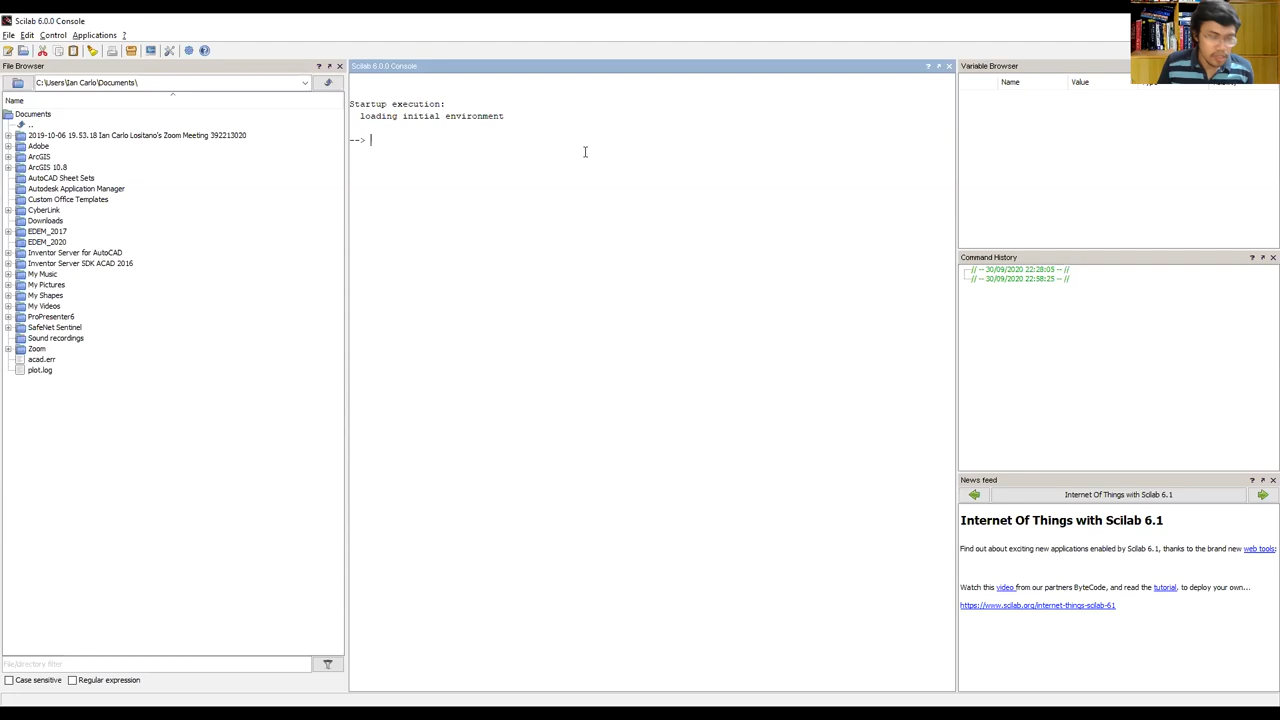 Scilab 6.0.0 Console
File Edit Control Applications ?
File Browser
C:\Users\Ian Carlo\Documents\
Name
Documents
..
2019-10-06 19.53.18 Ian Carlo Lositano's Zoom Meeting 392213020
Adobe
ArcGIS
ArcGIS 10.8
AutoCAD Sheet Sets
Autodesk Application Manager
Custom Office Templates
CyberLink
Downloads
EDEM_2017
EDEM_2020
Inventor Server for AutoCAD
Inventor Server SDK ACAD 2016
My Music
My Pictures
My Shapes
My Videos
ProPresenter6
SafeNet Sentinel
Sound recordings
Zoom
acad.err
plot.log
File/directory filter
Case sensitive Regular expression
Scilab 6.0.0 Console
Startup execution:
loading initial environment
-->
Variable Browser
Name Value
Command History
// -- 30/09/2020 22:28:05 -- //
// -- 30/09/2020 22:58:25 -- //
News feed
Internet Of Things with Scilab 6.1
Internet Of Things with Scilab 6.1
Find out about exciting new applications enabled by Scilab 6.1, thanks to the brand new web tools:
Watch this video from our partners ByteCode, and read the tutorial, to deploy your own...
https://www.scilab.org/internet-things-scilab-61